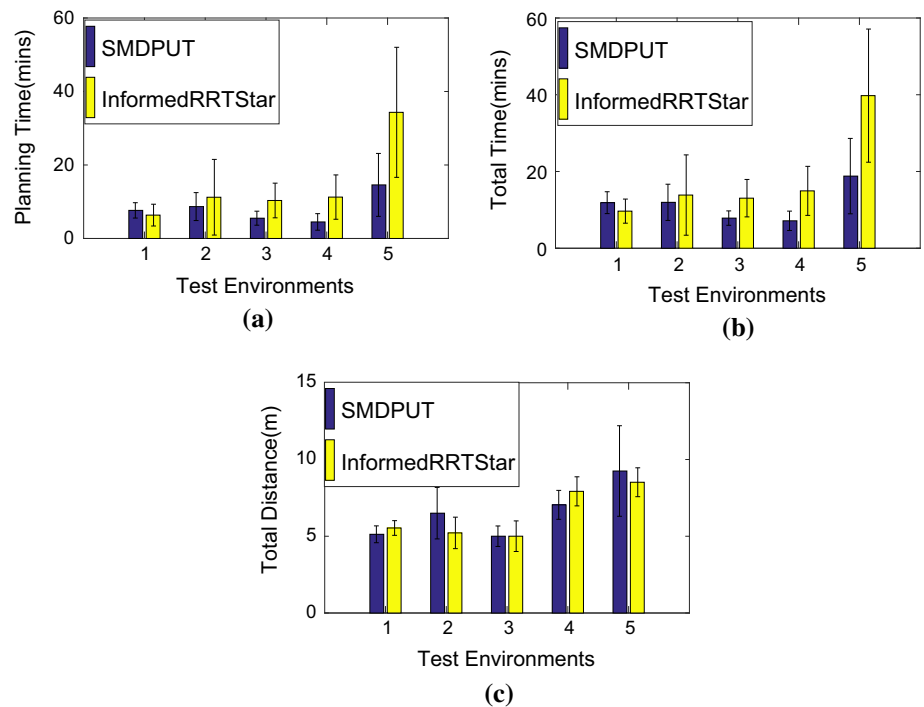 60
40
20
0
Planning Time(mins)
SMDPUT
InformedRRTStar
1 2 3 4 5
Test Environments
(a)
60
40
20
0
Total Time(mins)
SMDPUT
InformedRRTStar
1 2 3 4 5
Test Environments
(b)
15
10
5
0
Total Distance(m)
SMDPUT
InformedRRTStar
1 2 3 4 5
Test Environments
(c)